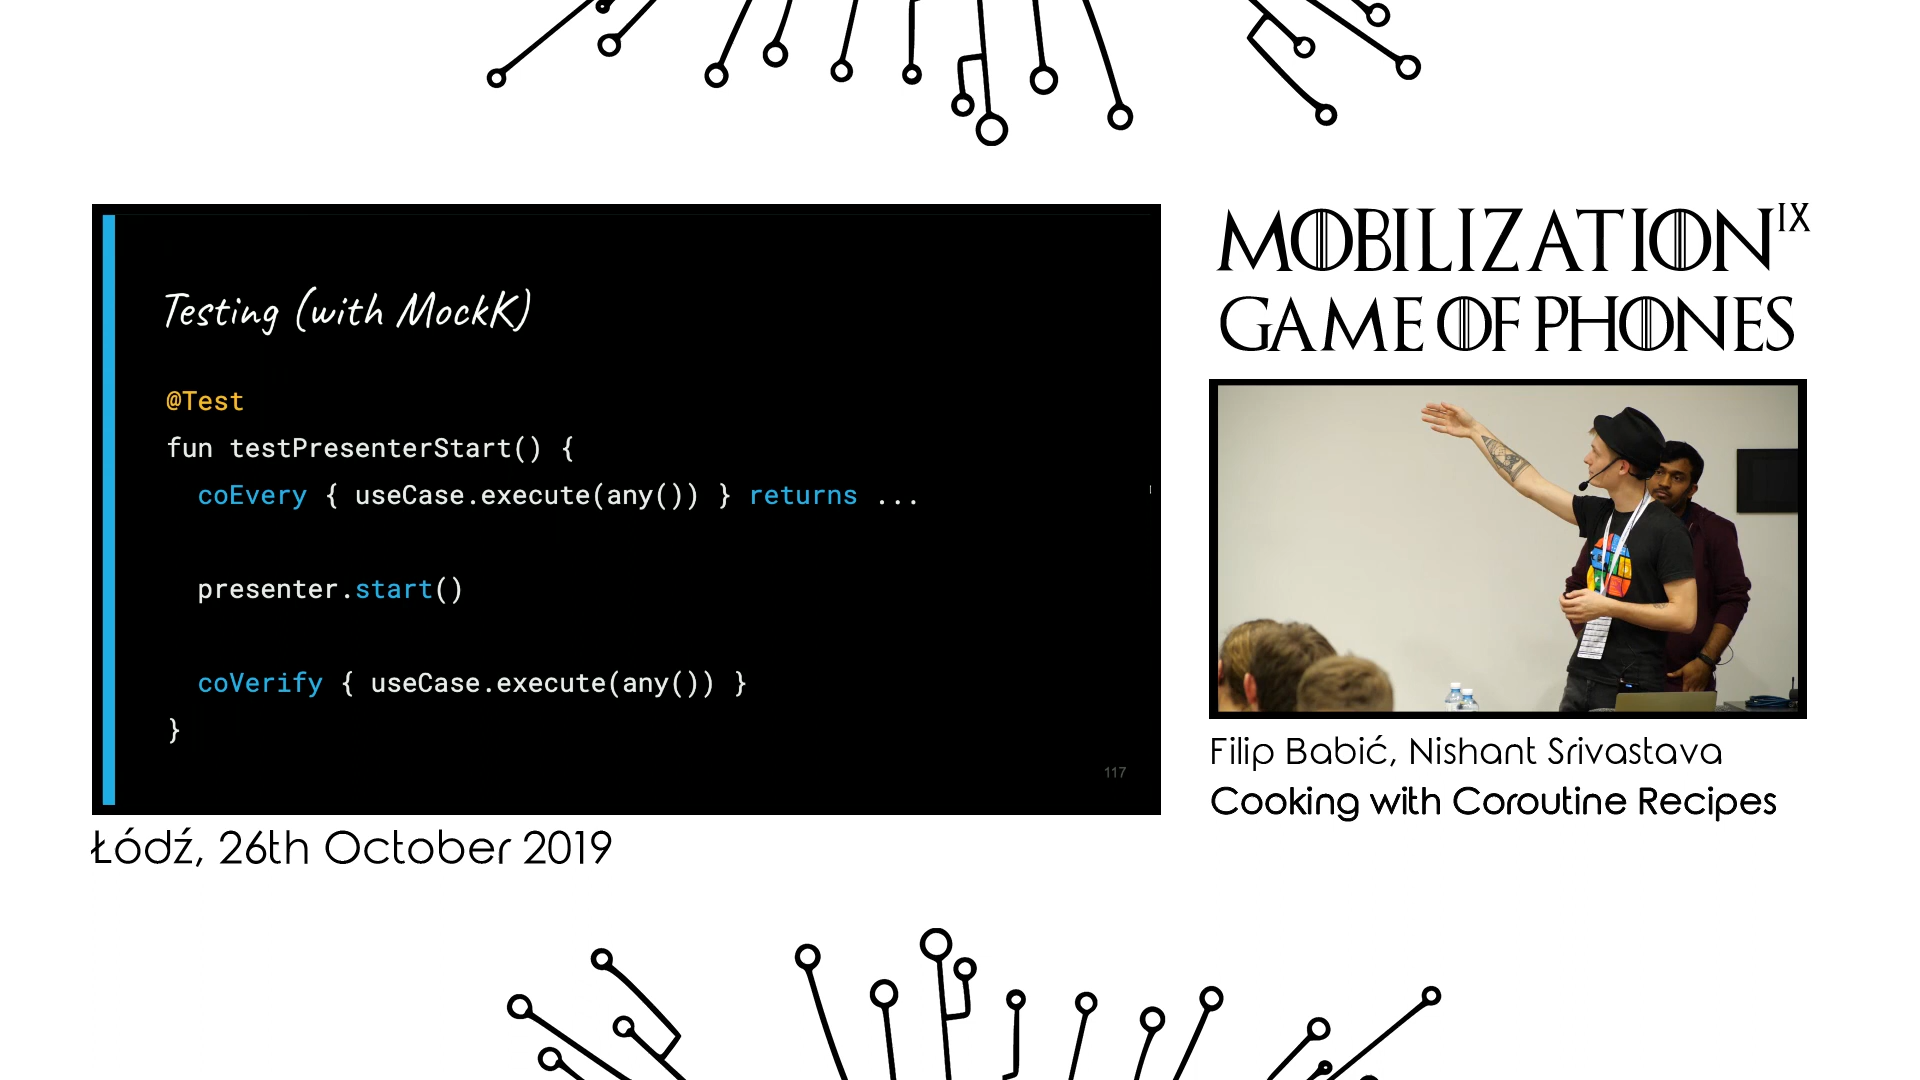 Testing (with MockK)
@Test
fun testPresenterStart() {
coEvery { useCase.execute(any()) } returns ...
presenter.start()
coVerify { useCase.execute(any()) }
}
117
Łódź, 26th October 2019
MOBILIZATION IX
GAME OF PHONES
Filip Babić, Nishant Srivastava
Cooking with Coroutine Recipes